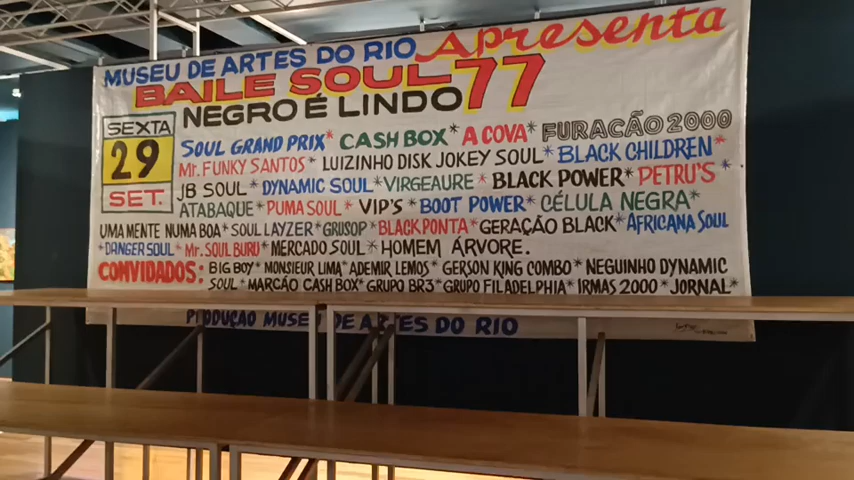 MUSEU DE ARTES DO RIO Apresenta
BAILE SOUL 77
NEGRO É LINDO
SEXTA
29
SET.
SOUL GRAND PRIX * CASH BOX * A COVA * FURACÃO 2000
Mr. FUNKY SANTOS * LUIZINHO DISK JOKEY SOUL * BLACK CHILDREN *
JB SOUL * DYNAMIC SOUL * VIRGEAURE * BLACK POWER * PETRU'S *
ATABAQUE * PUMA SOUL * VIP'S * BOOT POWER * CÉLULA NEGRA *
UMA MENTE NUMA BOA * SOUL LAYZER * GRUSOP * BLACK PONTA * GERAÇÃO BLACK * AFRICANA SOUL
* DANGER SOUL * Mr. SOUL BURU * MERCADO SOUL * HOMEM ÁRVORE.
CONVIDADOS: BIG BOY * MONSIEUR LIMA * ADEMIR LEMOS * GERSON KING COMBO * NEGUINHO DYNAMIC
SOUL * MARCÃO CASH BOX * GRUPO BR3 * GRUPO FILADELPHIA * IRMAS 2000 * JORNAL *
PRODUÇÃO MUSEU DE ARTES DO RIO